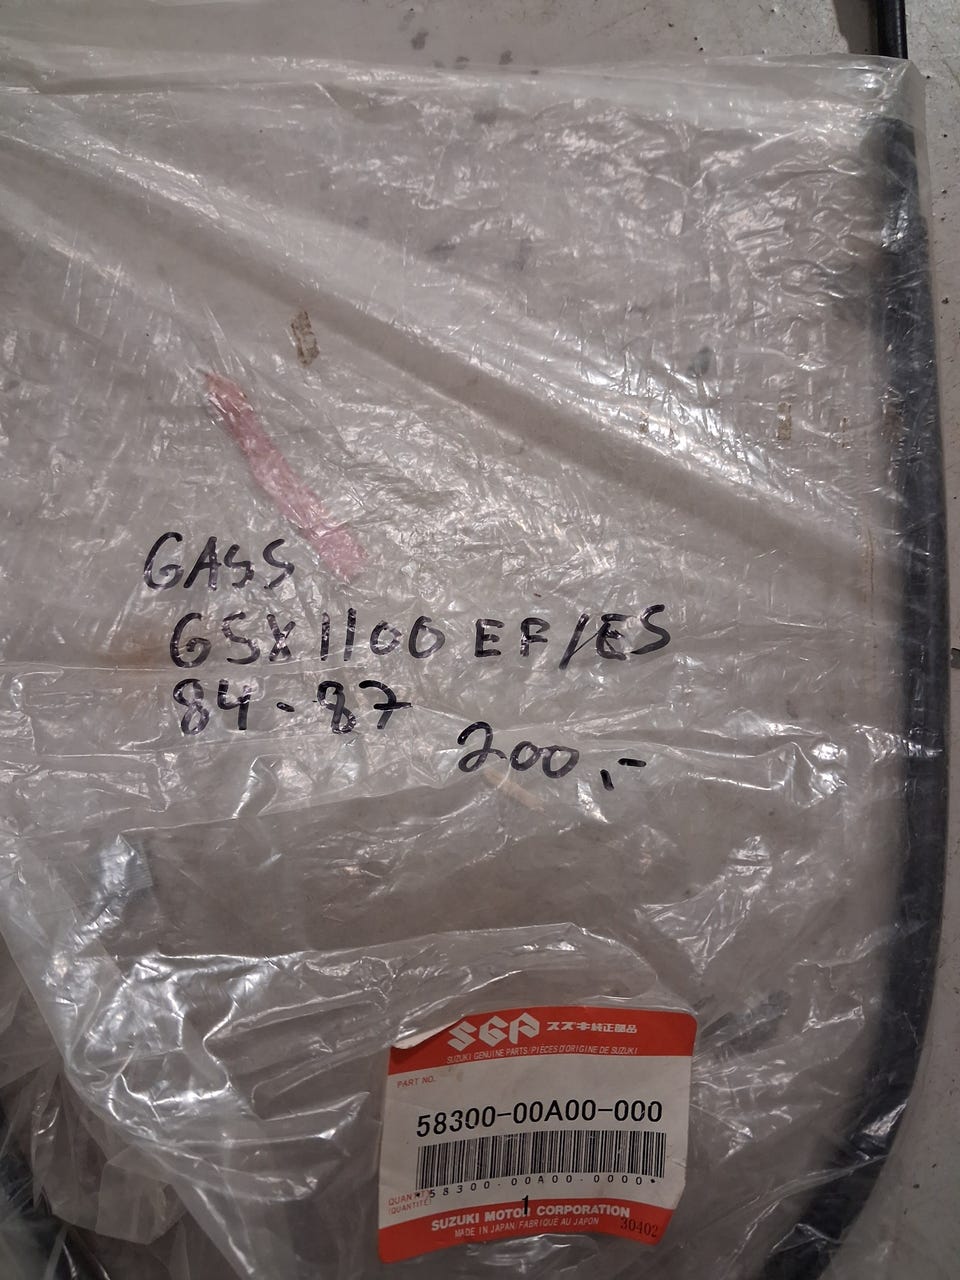 GASS
GSX1100 EF/ES
84-87
200,-
SGP スズキ純正部品
SUZUKI GENUINE PARTS/PIÈCES D'ORIGINE DE SUZUKI
PART NO.
58300-00A00-000
*58300-00A00-0000*
QUANTITY
(QUANTITÉ)
1
SUZUKI MOTOR CORPORATION
MADE IN JAPAN/FABRIQUÉ AU JAPON
30402